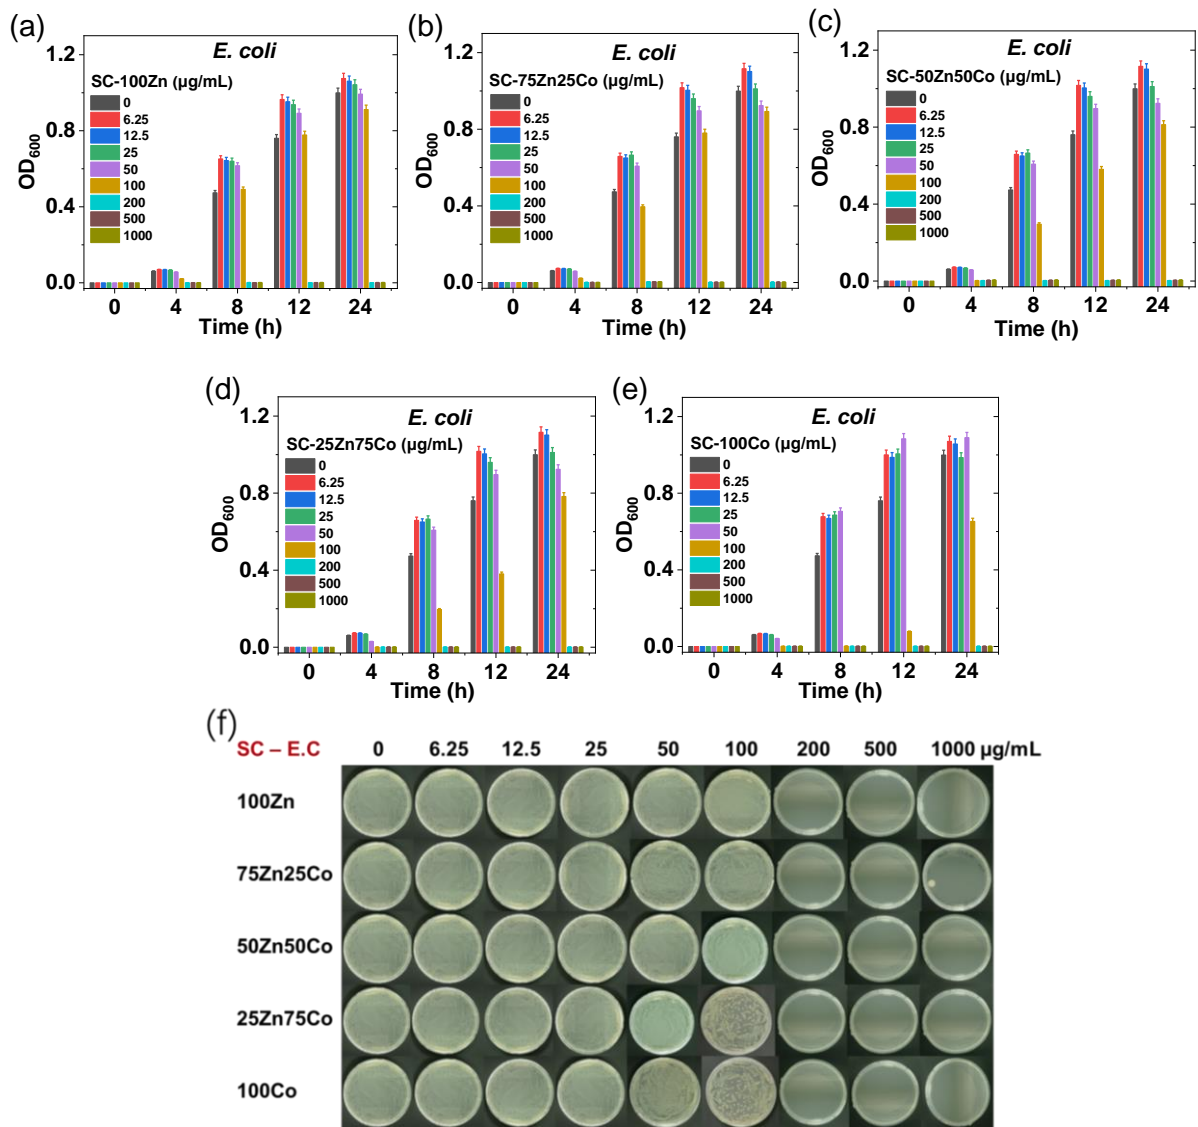 (a)
E. coli
SC-100Zn (µg/mL)
0
6.25
12.5
25
50
100
200
500
1000
OD600
1.2
0.8
0.4
0.0
0 4 8 12 24
Time (h)
(b)
E. coli
SC-75Zn25Co (µg/mL)
0
6.25
12.5
25
50
100
200
500
1000
OD600
1.2
0.8
0.4
0.0
0 4 8 12 24
Time (h)
(c)
E. coli
SC-50Zn50Co (µg/mL)
0
6.25
12.5
25
50
100
200
500
1000
OD600
1.2
0.8
0.4
0.0
0 4 8 12 24
Time (h)
(d)
E. coli
SC-25Zn75Co (µg/mL)
0
6.25
12.5
25
50
100
200
500
1000
OD600
1.2
0.8
0.4
0.0
0 4 8 12 24
Time (h)
(e)
E. coli
SC-100Co (µg/mL)
0
6.25
12.5
25
50
100
200
500
1000
OD600
1.2
0.8
0.4
0.0
0 4 8 12 24
Time (h)
(f)
SC – E.C 0 6.25 12.5 25 50 100 200 500 1000 µg/mL
100Zn
75Zn25Co
50Zn50Co
25Zn75Co
100Co